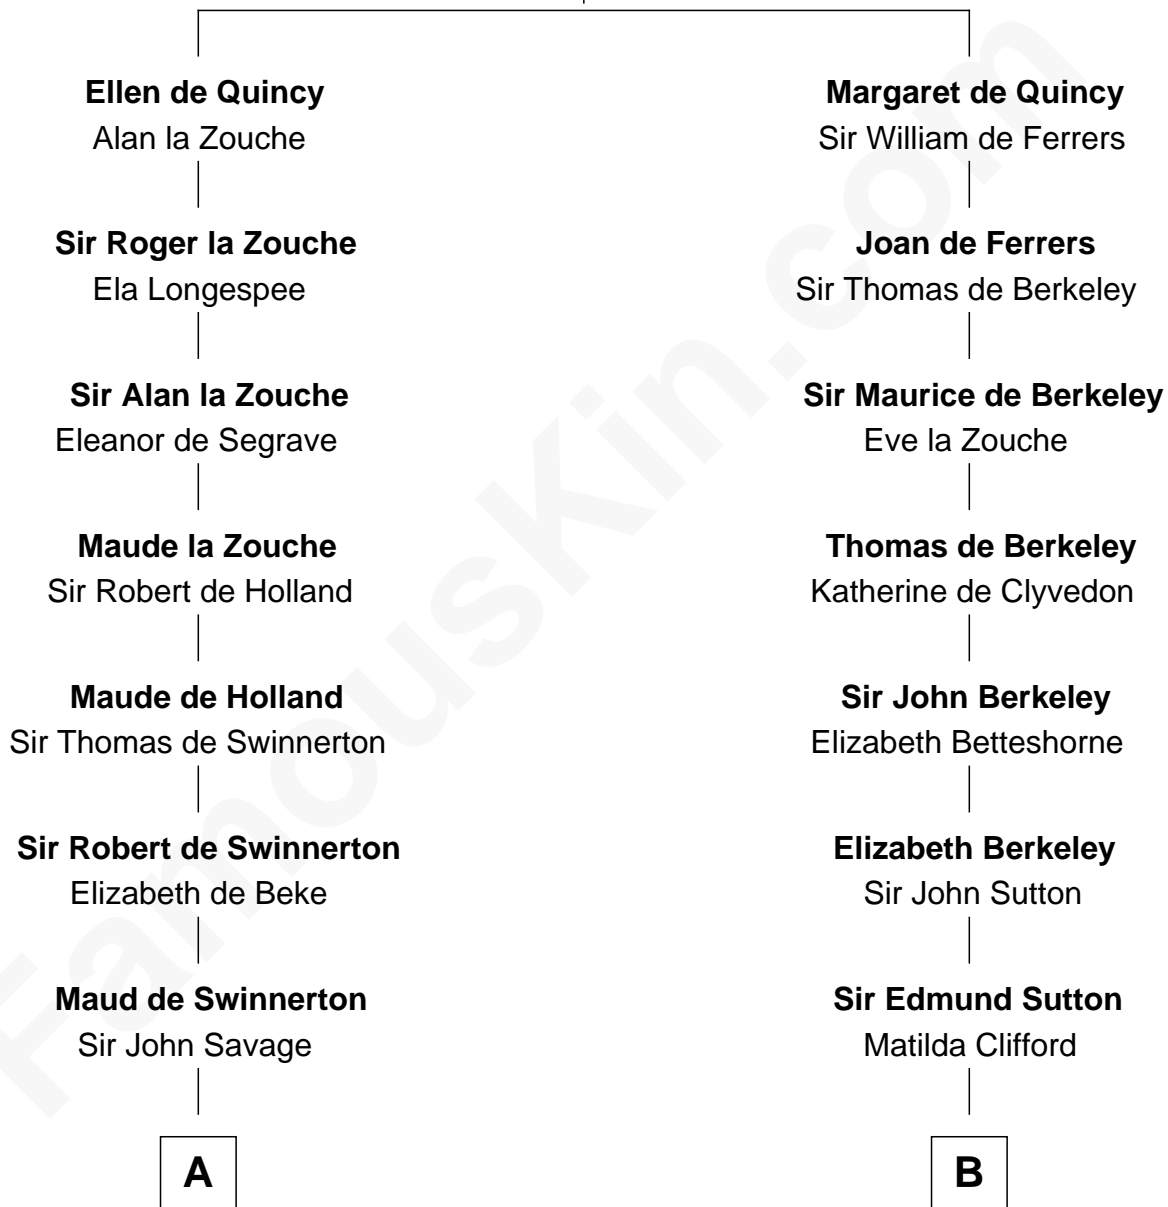 Ellen de Quincy
Alan la Zouche
Sir Roger la Zouche
Ela Longespee
Sir Alan la Zouche
Eleanor de Segrave
Maude la Zouche
Sir Robert de Holland
Maude de Holland
Sir Thomas de Swinnerton
Sir Robert de Swinnerton
Elizabeth de Beke
Maud de Swinnerton
Sir John Savage
A
Margaret de Quincy
Sir William de Ferrers
Joan de Ferrers
Sir Thomas de Berkeley
Sir Maurice de Berkeley
Eve la Zouche
Thomas de Berkeley
Katherine de Clyvedon
Sir John Berkeley
Elizabeth Betteshorne
Elizabeth Berkeley
Sir John Sutton
Sir Edmund Sutton
Matilda Clifford
B
FamousKin.com